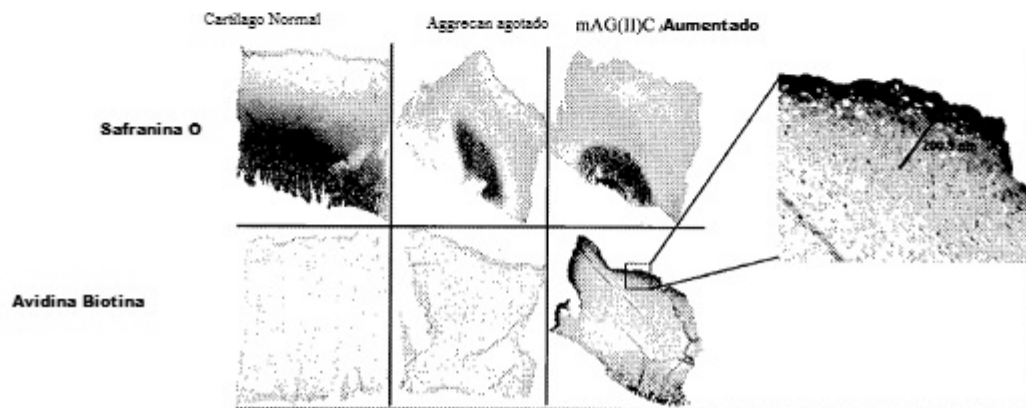 Cartílago Normal
Aggrecan agotado
mAG(II)C Aumentado
Safranina O
Avidina Biotina